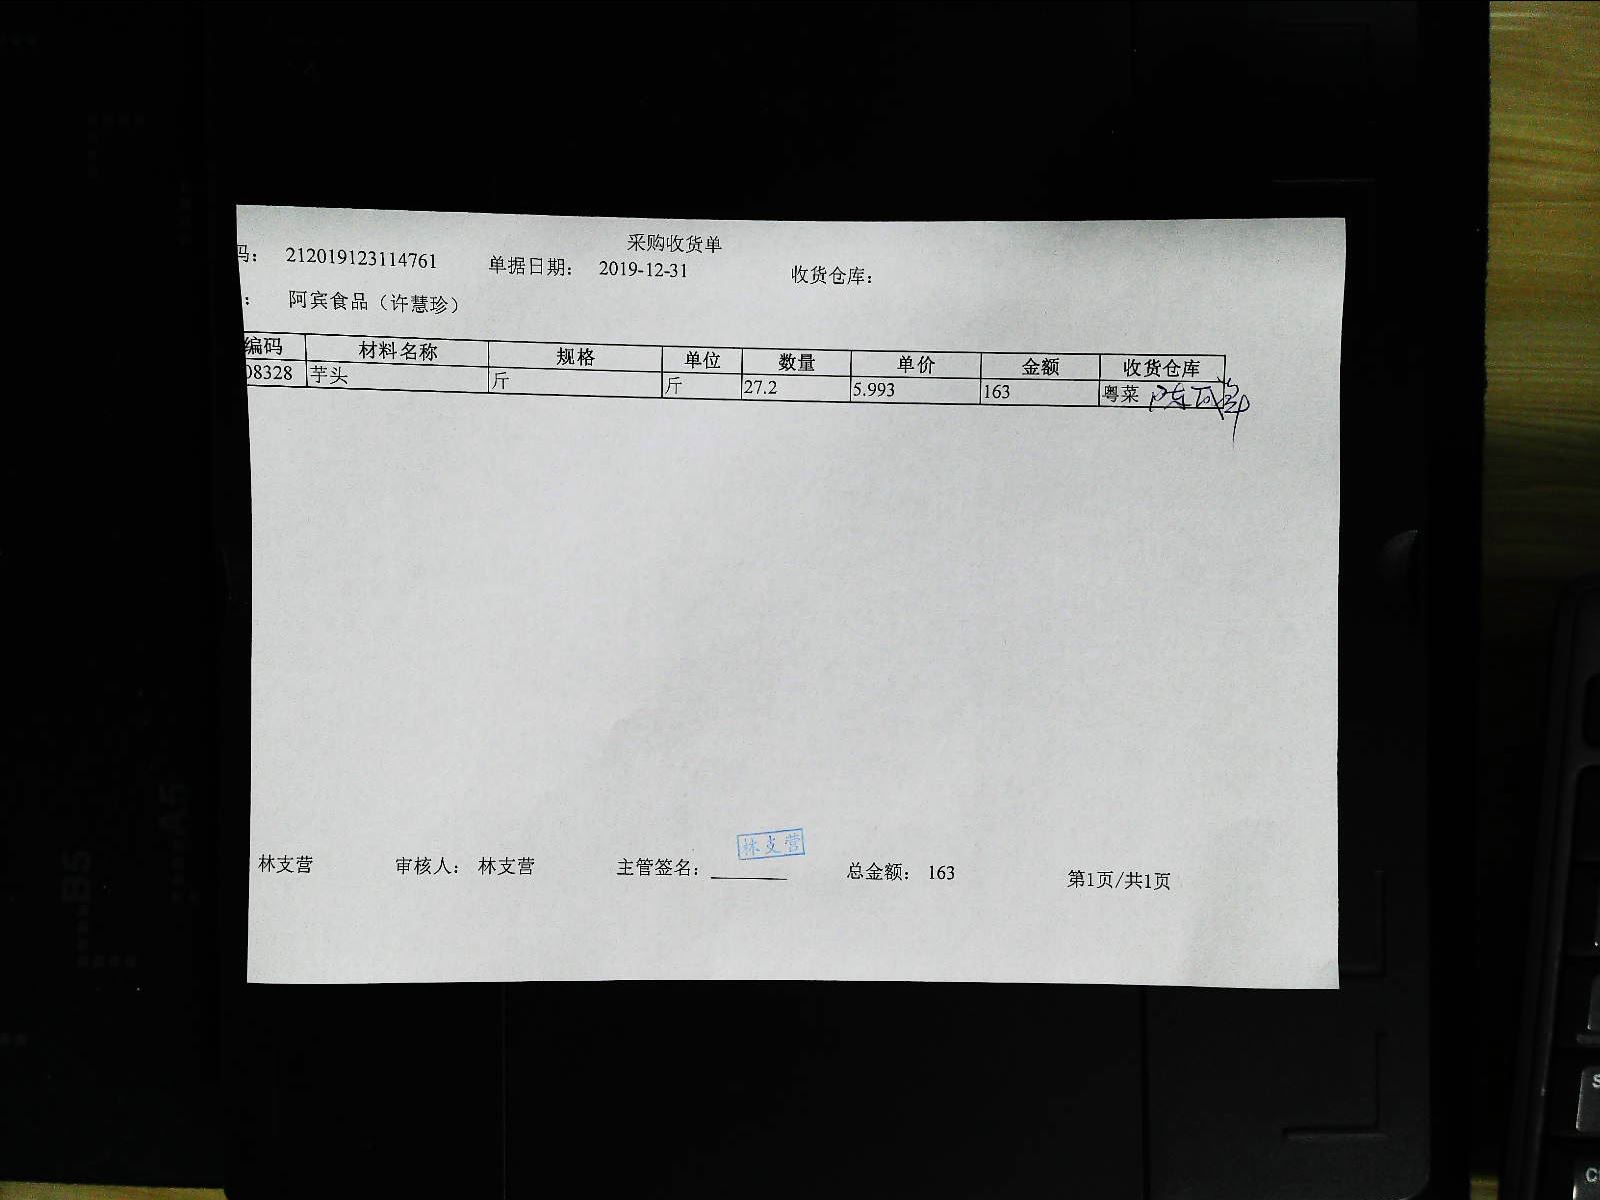 采购收货单
码： 212019123114761 单据日期： 2019-12-31 收货仓库：
： 阿宾食品（许慧珍）
编码 材料名称 规格 单位 数量 单价 金额 收货仓库
08328 芋头 斤 斤 27.2 5.993 163 粤菜
林支营
林支营 审核人： 林支营 主管签名： 总金额： 163 第1页/共1页
B5
A5